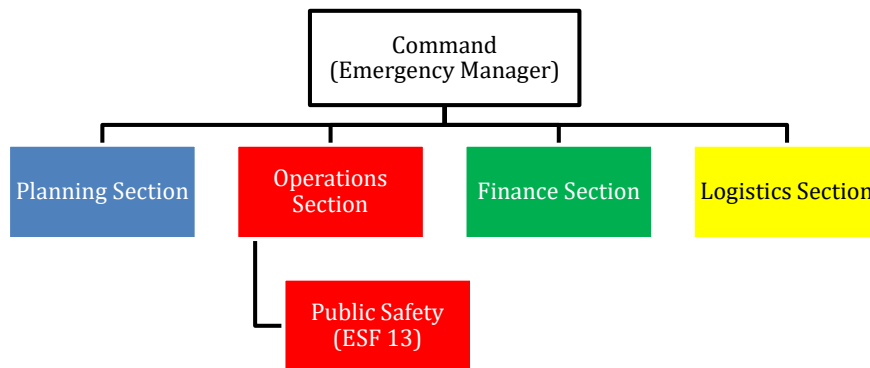 Command
(Emergency Manager)
Planning Section
Operations
Section
Finance Section
Logistics Section
Public Safety
(ESF 13)